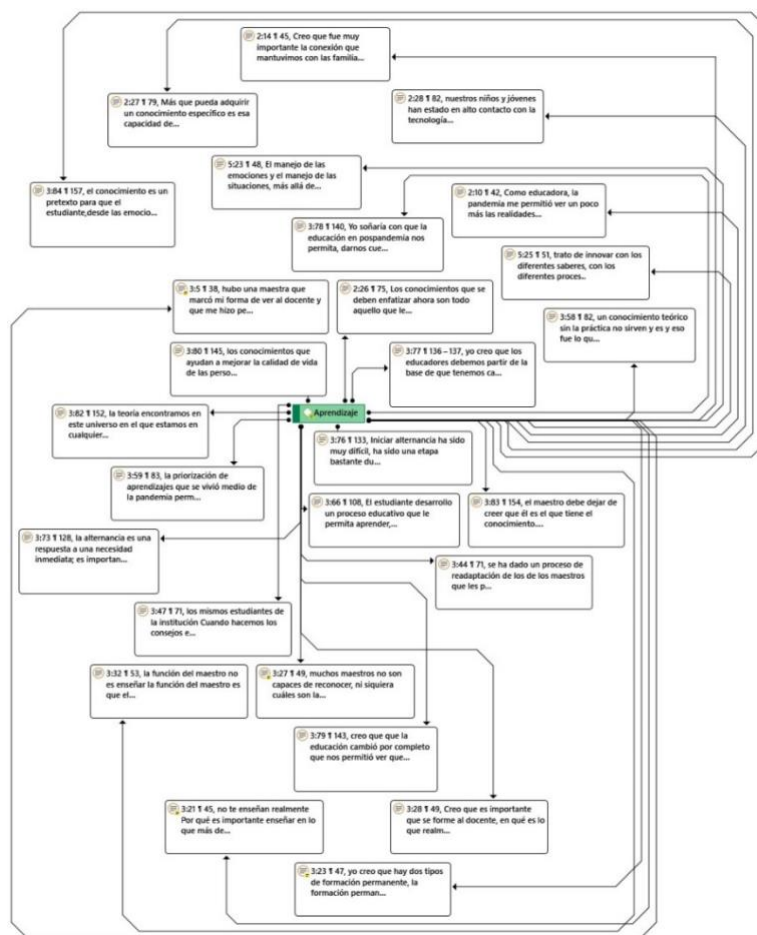 2:14 ¶ 45, Creo que fue muy
importante la conexión que
mantuvimos con las familia...
2:27 ¶ 79, Más que pueda adquirir
un conocimiento específico es esa
capacidad de...
2:28 ¶ 82, nuestros niños y jóvenes
han estado en alto contacto con la
tecnología...
5:23 ¶ 48, El manejo de las
emociones y el manejo de las
situaciones, más allá de...
3:84 ¶ 157, el conocimiento es un
pretexto para que el
estudiante,desde las emocio...
2:10 ¶ 42, Como educadora, la
pandemia me permitió ver un poco
más las realidades...
3:78 ¶ 140, Yo soñaría con que la
educación en pospandemia nos
permita, darnos cue...
5:25 ¶ 51, trato de innovar con los
diferentes saberes, con los
diferentes proces..
3:5 ¶ 38, hubo una maestra que
marcó mi forma de ver al docente y
que me hizo pe...
2:26 ¶ 75, Los conocimientos que se
deben enfatizar ahora son todo
aquello que le...
3:58 ¶ 82, un conocimiento teórico
sin la práctica no sirven y es y eso
fue lo qu...
3:80 ¶ 145, los conocimientos que
ayudan a mejorar la calidad de vida
de las perso...
3:77 ¶ 136 – 137, yo creo que los
educadores debemos partir de la
base de que tenemos ca...
Aprendizaje
3:82 ¶ 152, la teoría encontramos en
este universo en el que estamos en
cualquier...
3:76 ¶ 133, Iniciar alternancia ha sido
muy difícil, ha sido una etapa
bastante du...
3:59 ¶ 83, la priorización de
aprendizajes que se vivió medio de
la pandemia perm...
3:66 ¶ 108, El estudiante desarrollo
un proceso educativo que le
permita aprender,...
3:83 ¶ 154, el maestro debe dejar de
creer que él es el que tiene el
conocimiento....
3:73 ¶ 128, la alternancia es una
respuesta a una necesidad
inmediata; es importan...
3:44 ¶ 71, se ha dado un proceso de
readaptación de los de los maestros
que les p...
3:47 ¶ 71, los mismos estudiantes de
la institución Cuando hacemos los
consejos e...
3:32 ¶ 53, la función del maestro no
es enseñar la función del maestro es
que el...
3:27 ¶ 49, muchos maestros no son
capaces de reconocer, ni siquiera
cuáles son la...
3:79 ¶ 143, creo que que la
educación cambió por completo
que nos permitió ver que...
3:21 ¶ 45, no te enseñan realmente
Por qué es importante enseñar en lo
que más de...
3:28 ¶ 49, Creo que es importante
que se forme al docente, en qué es lo
que realm...
3:23 ¶ 47, yo creo que hay dos tipos
de formación permanente, la
formación perman...